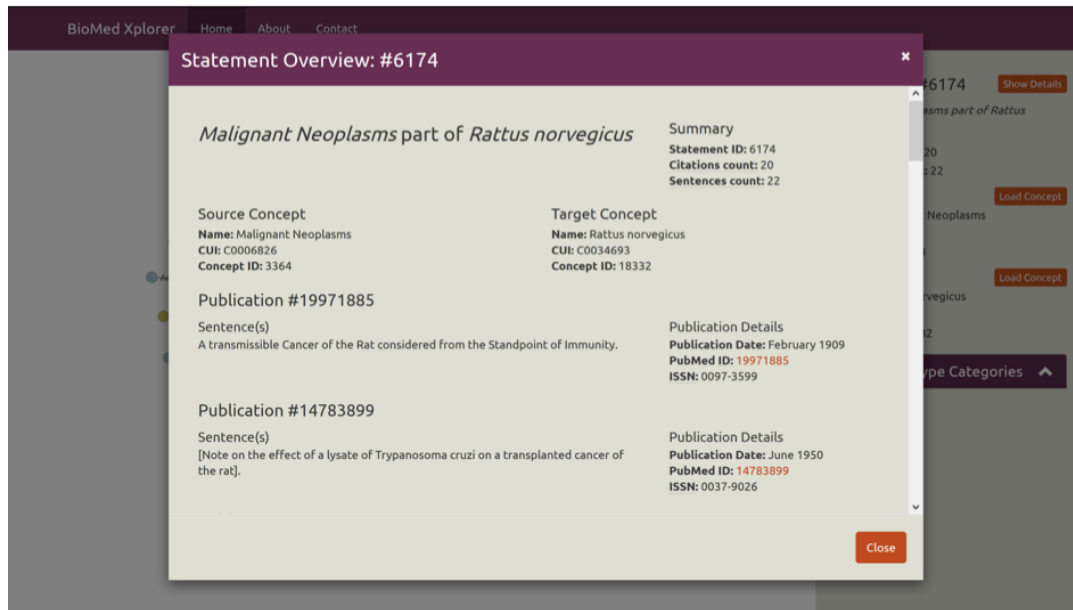 BioMed Xplorer Home About Contact
Statement Overview: #6174
×
#6174 Show Details
part of Rattus
20
22
Load Concept
Neoplasms
Load Concept
Malignant Neoplasms part of Rattus norvegicus
Summary
Statement ID: 6174
Citations count: 20
Sentences count: 22
Source Concept
Name: Malignant Neoplasms
CUI: C0006826
Concept ID: 3364
Target Concept
Name: Rattus norvegicus
CUI: C0034693
Concept ID: 18332
Publication #19971885
Sentence(s)
A transmissible Cancer of the Rat considered from the Standpoint of Immunity.
Publication Details
Publication Date: February 1909
PubMed ID: 19971885
ISSN: 0097-3599
Publication #14783899
Sentence(s)
[Note on the effect of a lysate of Trypanosoma cruzi on a transplanted cancer of
the rat].
Publication Details
Publication Date: June 1950
PubMed ID: 14783899
ISSN: 0037-9026
Categories
Close